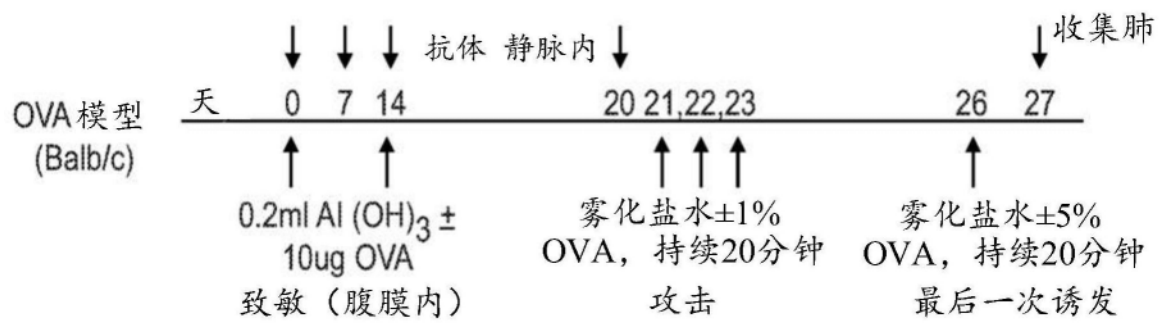 抗体 静脉内
收集肺
OVA模型
(Balb/c)
天 0 7 14 20 21,22,23 26 27
0.2ml Al (OH)3 ±
10ug OVA
致敏（腹膜内）
雾化盐水±1%
OVA，持续20分钟
攻击
雾化盐水±5%
OVA，持续20分钟
最后一次诱发